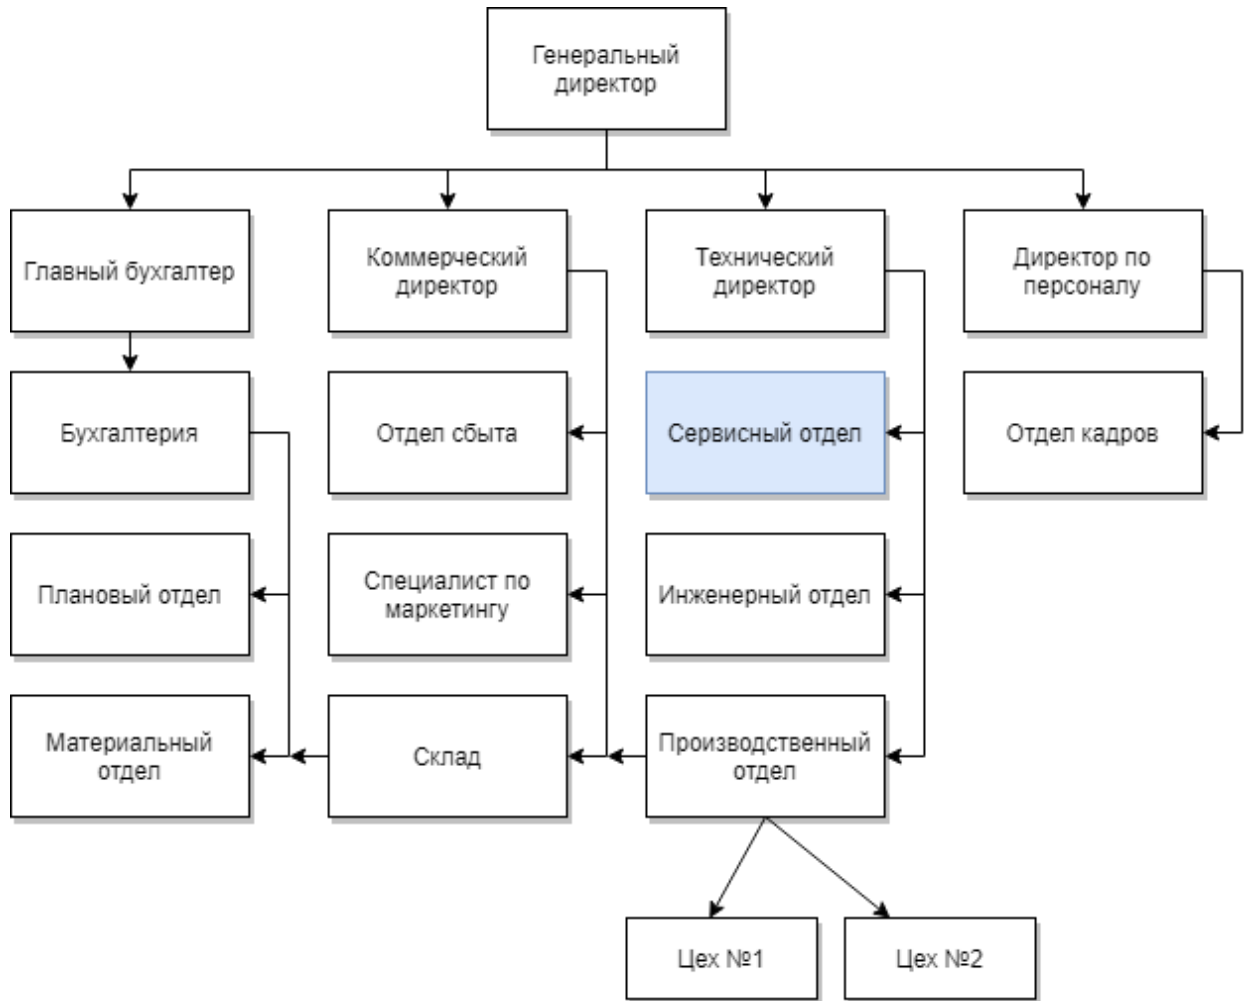 Генеральный
директор
Главный бухгалтер
Коммерческий
директор
Технический
директор
Директор по
персоналу
Бухгалтерия
Отдел сбыта
Сервисный отдел
Отдел кадров
Плановый отдел
Специалист по
маркетингу
Инженерный отдел
Материальный
отдел
Склад
Производственный
отдел
Цех №1
Цех №2